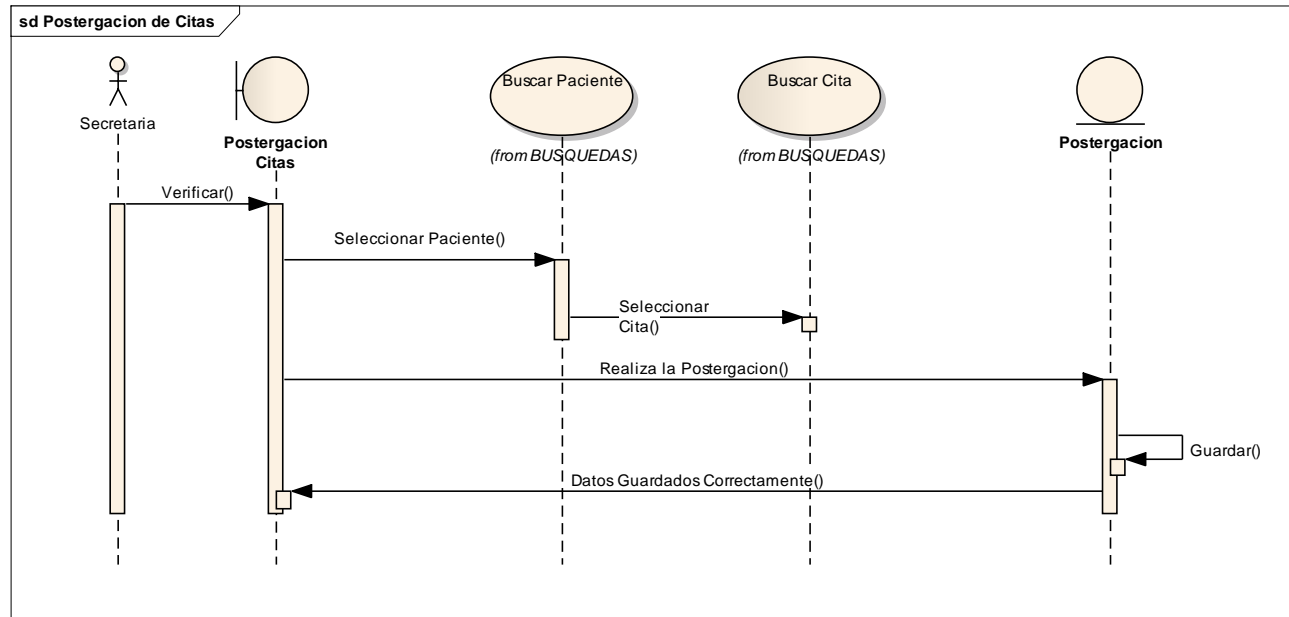 sd Postergacion de Citas
Secretaria
Postergacion
Citas
Buscar Paciente
(from BUSQUEDAS)
Buscar Cita
(from BUSQUEDAS)
Postergacion
Verificar()
Seleccionar Paciente()
Seleccionar
Cita()
Realiza la Postergacion()
Guardar()
Datos Guardados Correctamente()